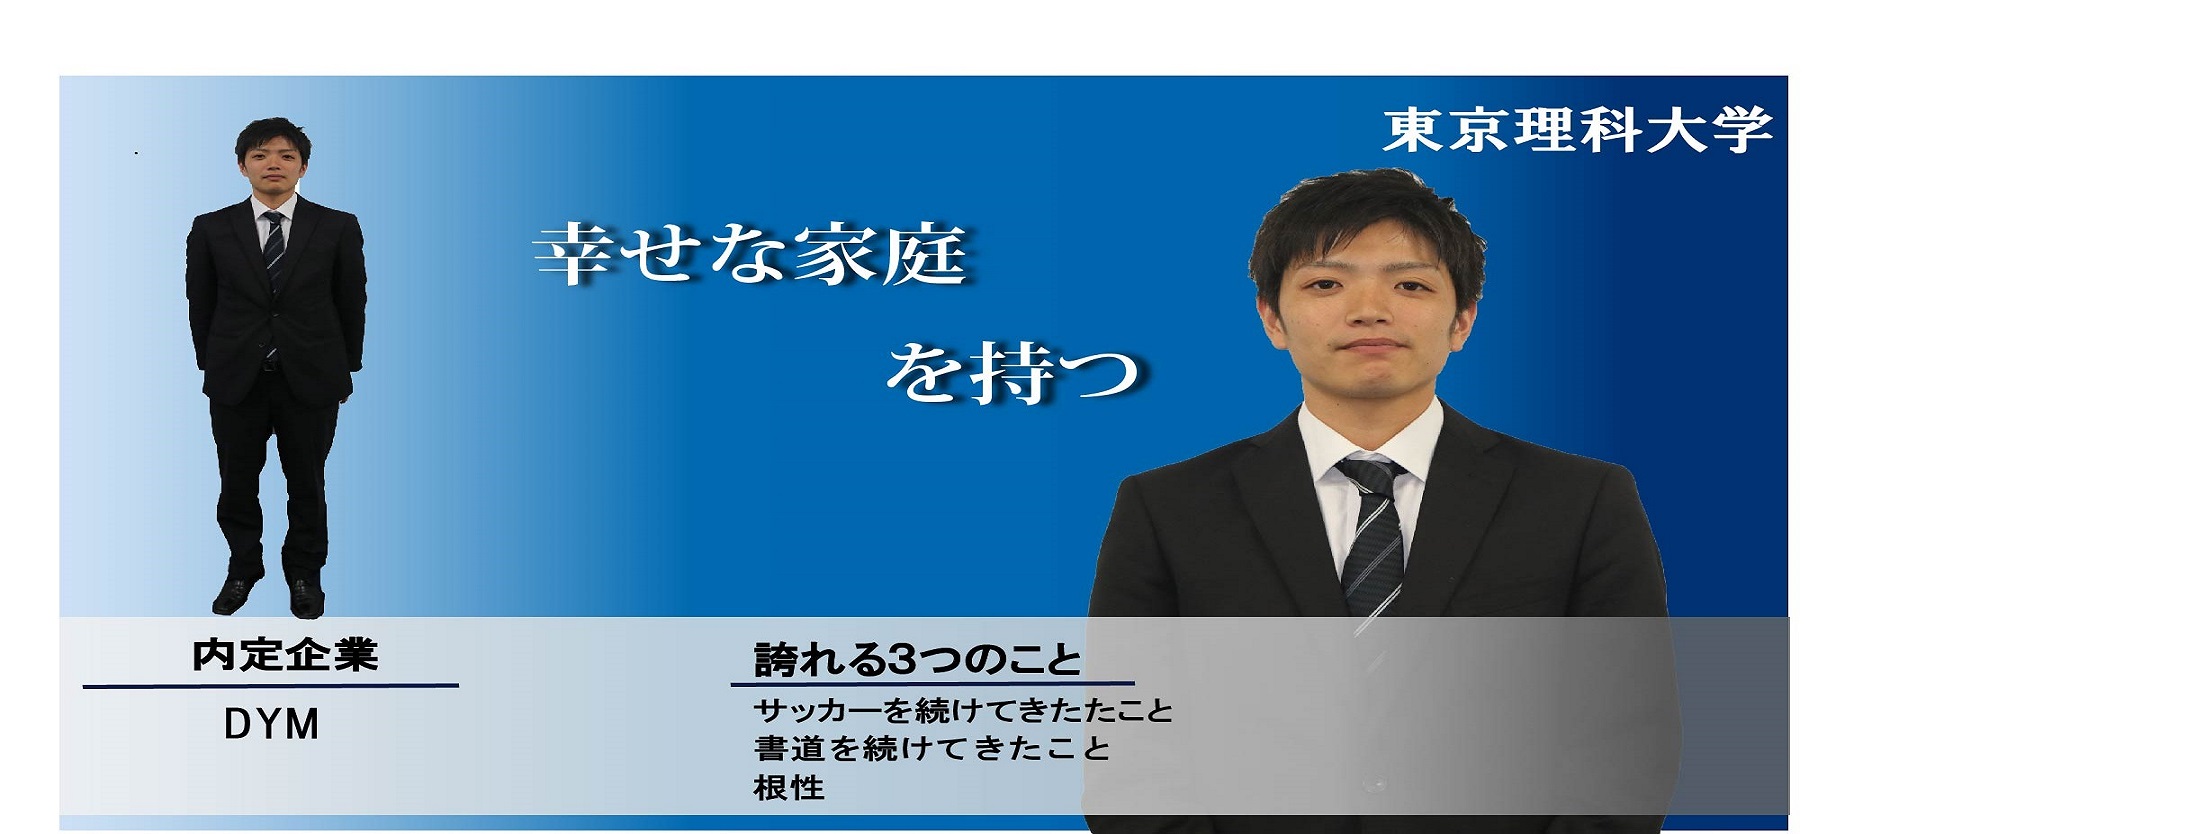 東京理科大学
幸せな家庭
を持つ
内定企業
DYM
誇れる3つのこと
サッカーを続けてきたたこと
書道を続けてきたこと
根性